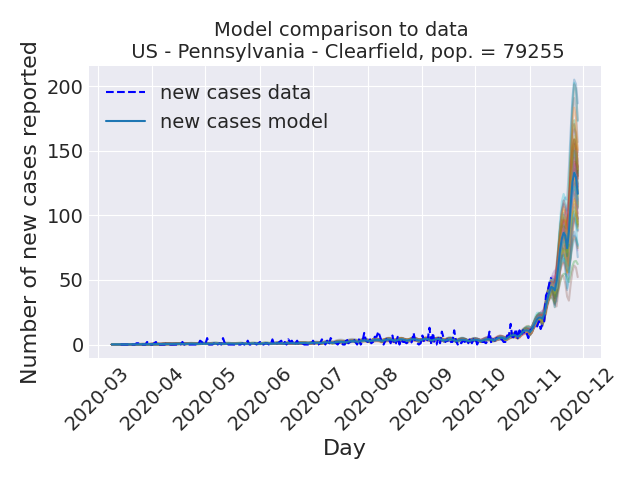 Model comparison to data
US - Pennsylvania - Clearfield, pop. = 79255
Number of new cases reported
200
150
100
50
0
new cases data
new cases model
2020-03
2020-04
2020-05
2020-06
2020-07
2020-08
2020-09
2020-10
2020-11
2020-12
Day